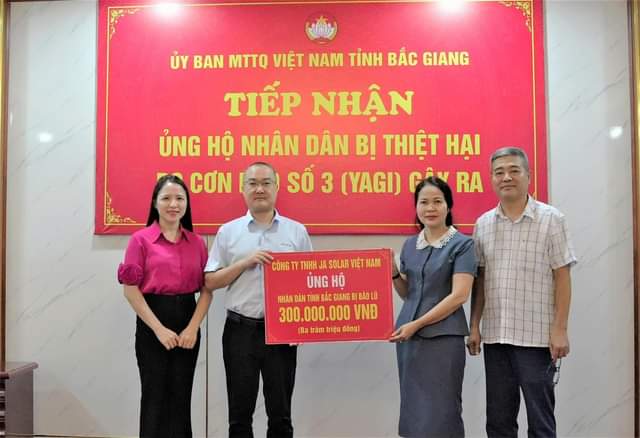 ỦY BAN MTTQ VIỆT NAM TỈNH BẮC GIANG
TIẾP NHẬN
ỦNG HỘ NHÂN DÂN BỊ THIỆT HẠI
CƠN SỐ 3 (YAGI) GÂY RA
CÔNG TY TNHH JA SOLAR VIỆT NAM
ỦNG HỘ
NHÂN DÂN TỈNH BẮC GIANG BỊ BÃO LŨ
300.000.000 VNĐ
(Ba trăm triệu đồng)